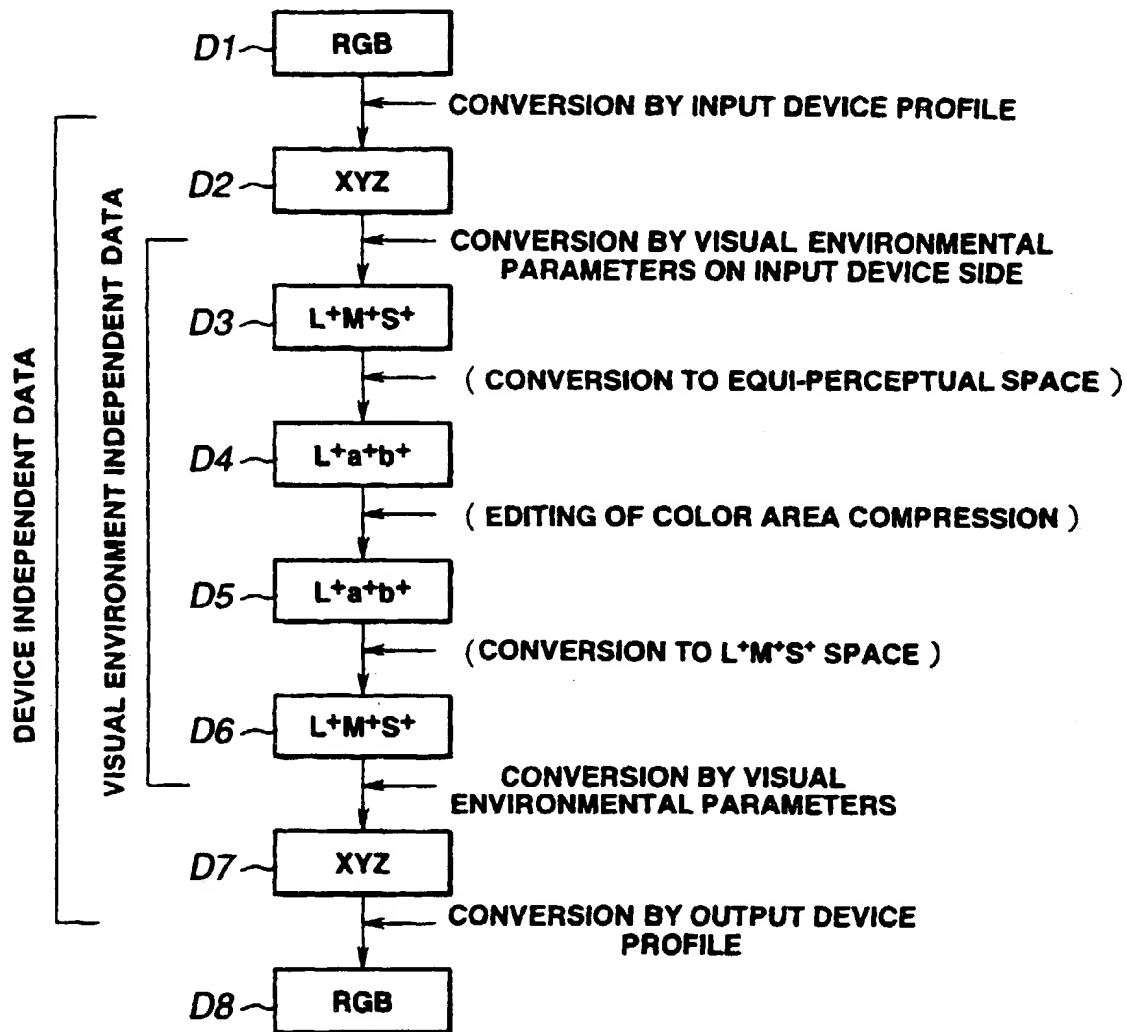 D1 RGB
CONVERSION BY INPUT DEVICE PROFILE
D2 XYZ
CONVERSION BY VISUAL ENVIRONMENTAL
PARAMETERS ON INPUT DEVICE SIDE
D3 L+M+S+
( CONVERSION TO EQUI-PERCEPTUAL SPACE )
D4 L+a+b+
( EDITING OF COLOR AREA COMPRESSION )
D5 L+a+b+
( CONVERSION TO L+M+S+ SPACE )
D6 L+M+S+
CONVERSION BY VISUAL
ENVIRONMENTAL PARAMETERS
D7 XYZ
CONVERSION BY OUTPUT DEVICE
PROFILE
D8 RGB
DEVICE INDEPENDENT DATA
VISUAL ENVIRONMENT INDEPENDENT DATA